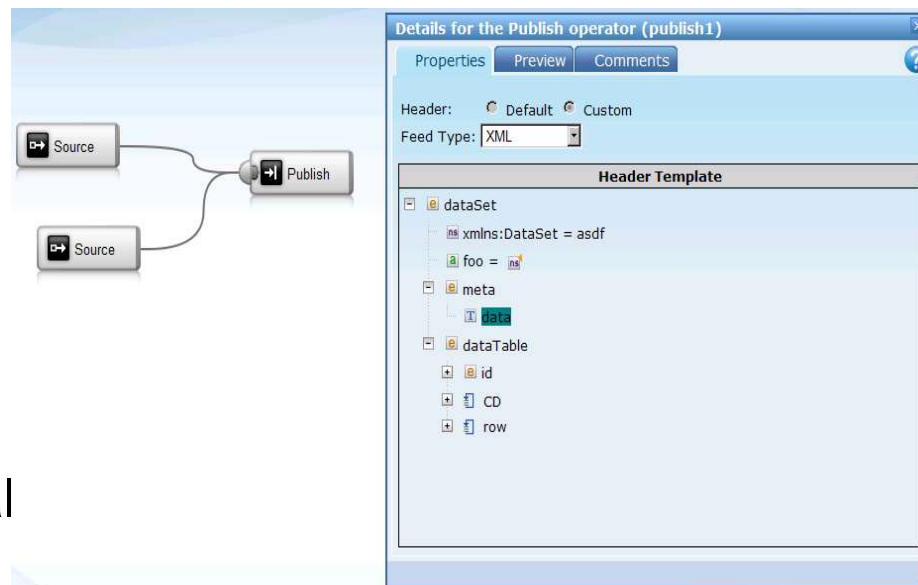 Details for the Publish operator (publish1)
Properties Preview Comments
Header: Default Custom
Feed Type: XML
Header Template
dataSet
xmlns:DataSet = asdf
foo =
meta
data
dataTable
id
CD
row
Source
Publish
Source